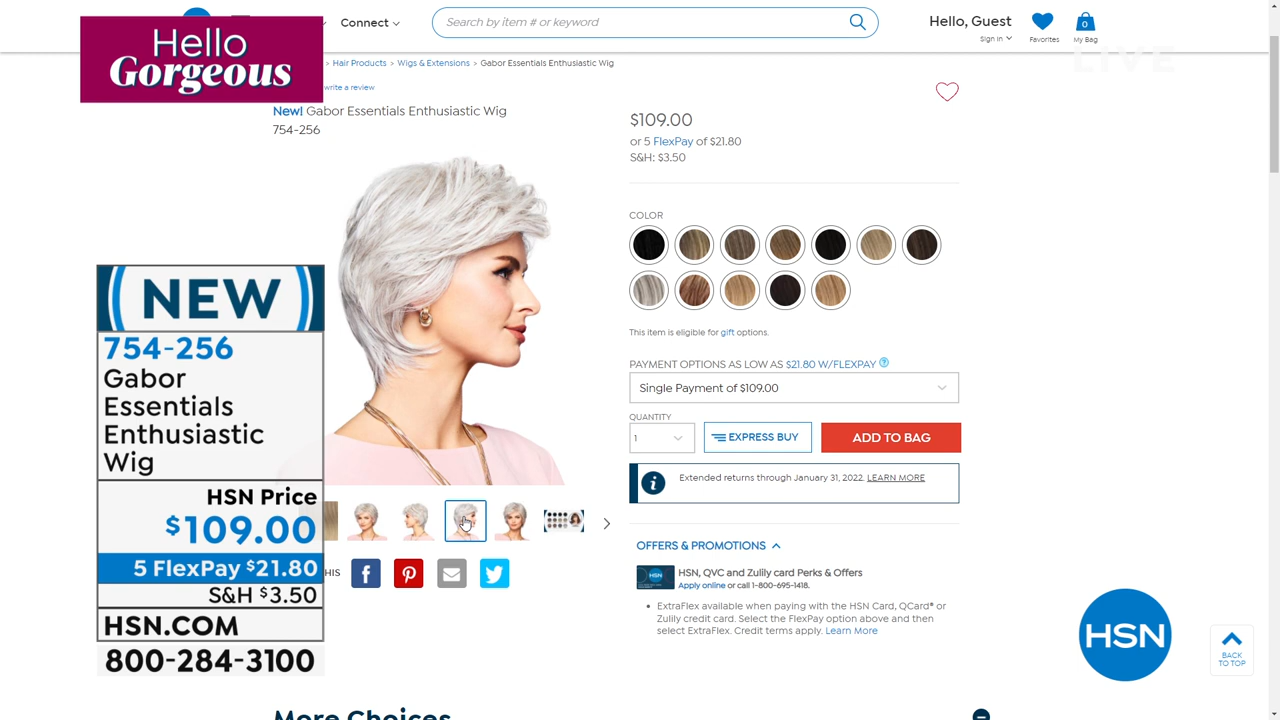 Connect
Search by item # or keyword
Hello, Guest
Sign In
Favorites
0
My Bag
LIVE
Hello
Gorgeous
> Hair Products > Wigs & Extensions > Gabor Essentials Enthusiastic Wig
write a review
New! Gabor Essentials Enthusiastic Wig
754-256
$109.00
or 5 FlexPay of $21.80
S&H: $3.50
COLOR
This item is eligible for gift options.
PAYMENT OPTIONS AS LOW AS $21.80 W/FLEXPAY ?
Single Payment of $109.00
QUANTITY
1
EXPRESS BUY
ADD TO BAG
Extended returns through January 31, 2022. LEARN MORE
OFFERS & PROMOTIONS
HSN
HSN, QVC and Zulily card Perks & Offers
Apply online or call 1-800-695-1418.
• ExtraFlex available when paying with the HSN Card, QCard® or
Zulily credit card. Select the FlexPay option above and then
select ExtraFlex. Credit terms apply. Learn More
NEW
754-256
Gabor
Essentials
Enthusiastic
Wig
HSN Price
$109.00
5 FlexPay $21.80
S&H $3.50
HSN.COM
800-284-3100
HIS
HSN
BACK
TO TOP
More Choices